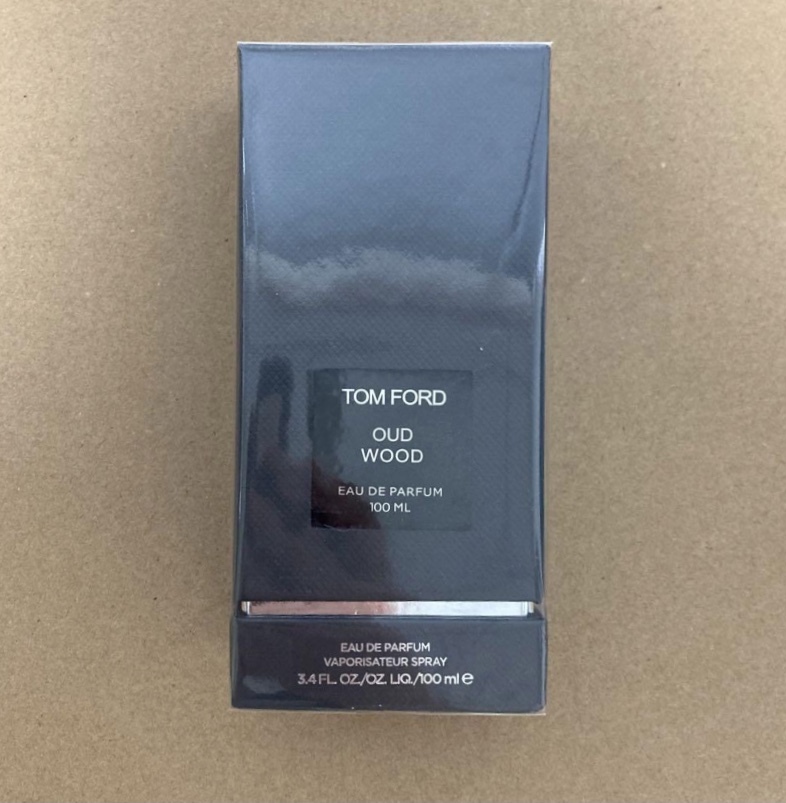 TOM FORD
OUD
WOOD
EAU DE PARFUM
100 ML
EAU DE PARFUM
VAPORISATEUR SPRAY
3.4 FL. OZ./OZ. LIQ./100 ml ℮